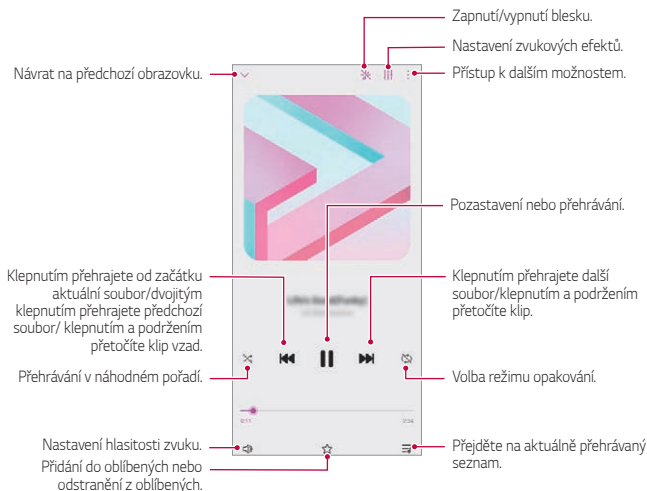 Zapnutí/vypnutí blesku.
Nastavení zvukových efektů.
Návrat na předchozí obrazovku.
Přístup k dalším možnostem.
Pozastavení nebo přehrávání.
Klepnutím přehrajete od začátku
aktuální soubor/dvojitým
klepnutím přehrajete předchozí
soubor/ klepnutím a podržením
přetočíte klip vzad.
Klepnutím přehrajete další
soubor/klepnutím a podržením
přetočíte klip.
Přehrávání v náhodném pořadí.
Volba režimu opakování.
0:11
Nastavení hlasitosti zvuku.
Přidání do oblíbených nebo
odstranění z oblíbených.
Přejděte na aktuálně přehrávaný
seznam.